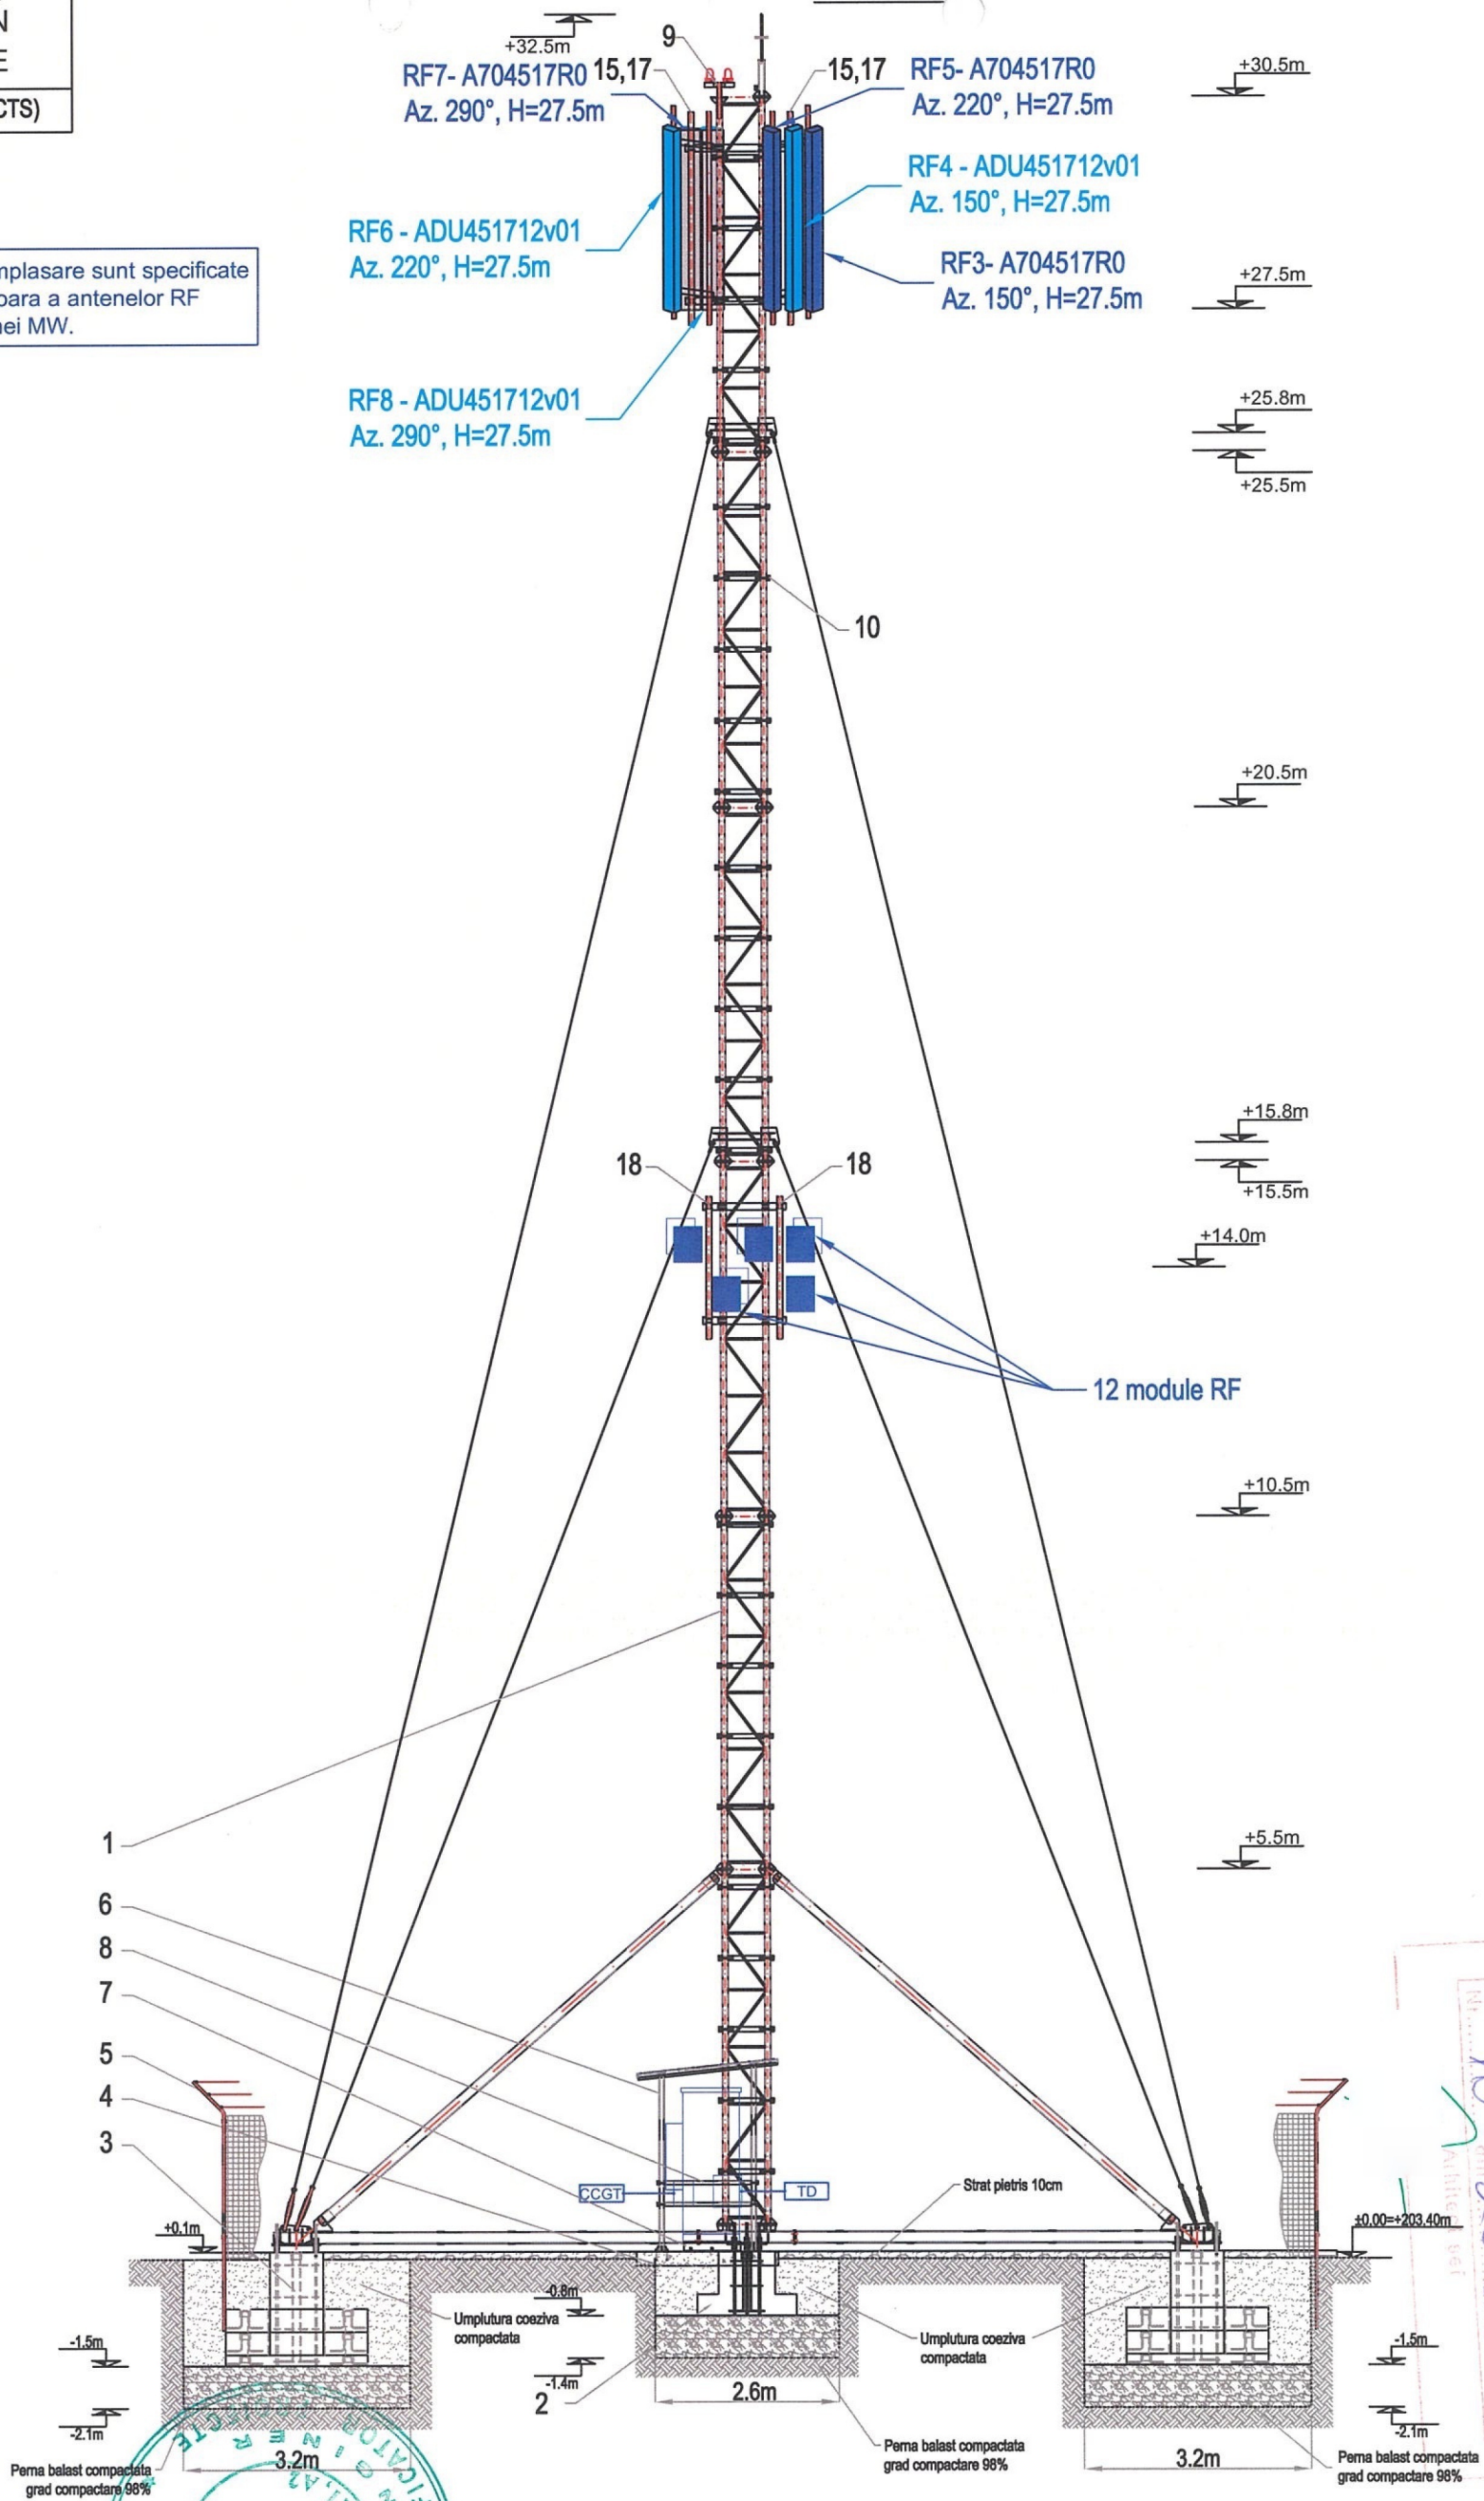 N
E
CTS)
+32.5m
9
+30.5m
RF7- A704517R0
Az. 290°, H=27.5m
15,17
15,17
RF5- A704517R0
Az. 220°, H=27.5m
RF4 - ADU451712v01
Az. 150°, H=27.5m
RF6 - ADU451712v01
Az. 220°, H=27.5m
RF3- A704517R0
Az. 150°, H=27.5m
+27.5m
mplasare sunt specificate
para a antenelor RF
nei MW.
RF8 - ADU451712v01
Az. 290°, H=27.5m
+25.8m
+25.5m
10
+20.5m
+15.8m
18
18
+15.5m
+14.0m
12 module RF
+10.5m
1
+5.5m
6
8
7
5
4
3
CCGT
TD
Strat pietris 10cm
+0.1m
±0.00=+203.40m
-0.8m
Umplutura coeziva
compactata
Umplutura coeziva
compactata
-1.5m
-1.4m
-1.5m
2
2.6m
-2.1m
-2.1m
3.2m
3.2m
Perna balast compactata
grad compactare 98%
Perna balast compactata
grad compactare 98%
Perna balast compactata
grad compactare 98%